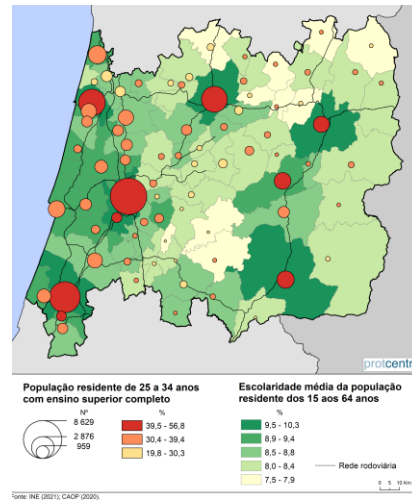 protcentro
População residente de 25 a 34 anos
com ensino superior completo
Nº
8 629
2 876
959
%
39,5 - 56,8
30,4 - 39,4
19,8 - 30,3
Escolaridade média da população
residente dos 15 aos 64 anos
%
9,5 - 10,3
8,9 - 9,4
8,5 - 8,8
8,0 - 8,4
7,5 - 7,9
Rede rodoviária
0 5 10 Km
Fonte: INE (2021); CAOP (2020).